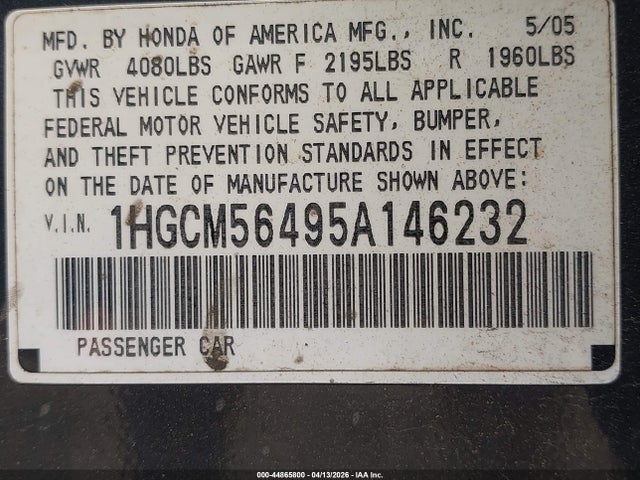 MFD. BY HONDA OF AMERICA MFG., INC. 5/05
GVWR 4080LBS GAWR F 2195LBS R 1960LBS
THIS VEHICLE CONFORMS TO ALL APPLICABLE
FEDERAL MOTOR VEHICLE SAFETY, BUMPER,
AND THEFT PREVENTION STANDARDS IN EFFECT
ON THE DATE OF MANUFACTURE SHOWN ABOVE:
V.I.N. 1HGCM56495A146232
PASSENGER CAR
000-44865800 - 04/13/2026 - IAA Inc.